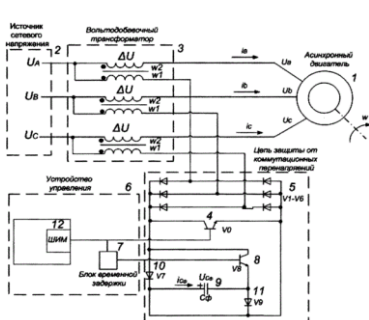 Источник
сетевого
напряжения
2
Вольтодобавочный
трансформатор
3
Асинхронный
двигатель
1
UA
ΔU
w2
w1
ia
Ua
UB
ΔU
w2
w1
ib
Ub
UC
ΔU
w2
w1
ic
Uc
w
Цепь защиты от
коммутационных
перенапряжений
5
V1-V6
Устройство
управления
6
4
V0
12
ШИМ
7
Блок временной
задержки
10
V7
8
V8
iCф
UCф
9
Cф
11
V9